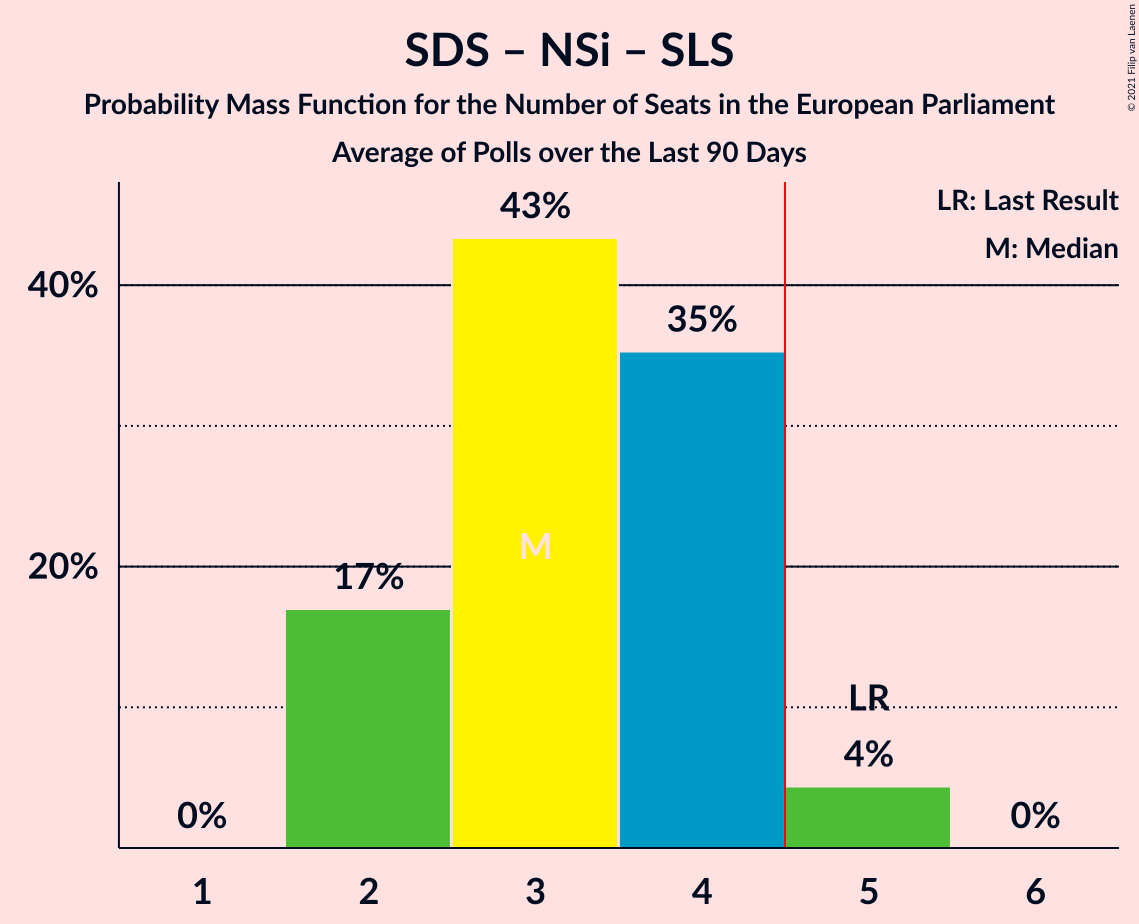 SDS – NSi – SLS
Probability Mass Function for the Number of Seats in the European Parliament
Average of Polls over the Last 90 Days
© 2021 Filip van Laenen
LR: Last Result
M: Median
40%
20%
0%
17%
43%
M
35%
LR
4%
0%
1
2
3
4
5
6